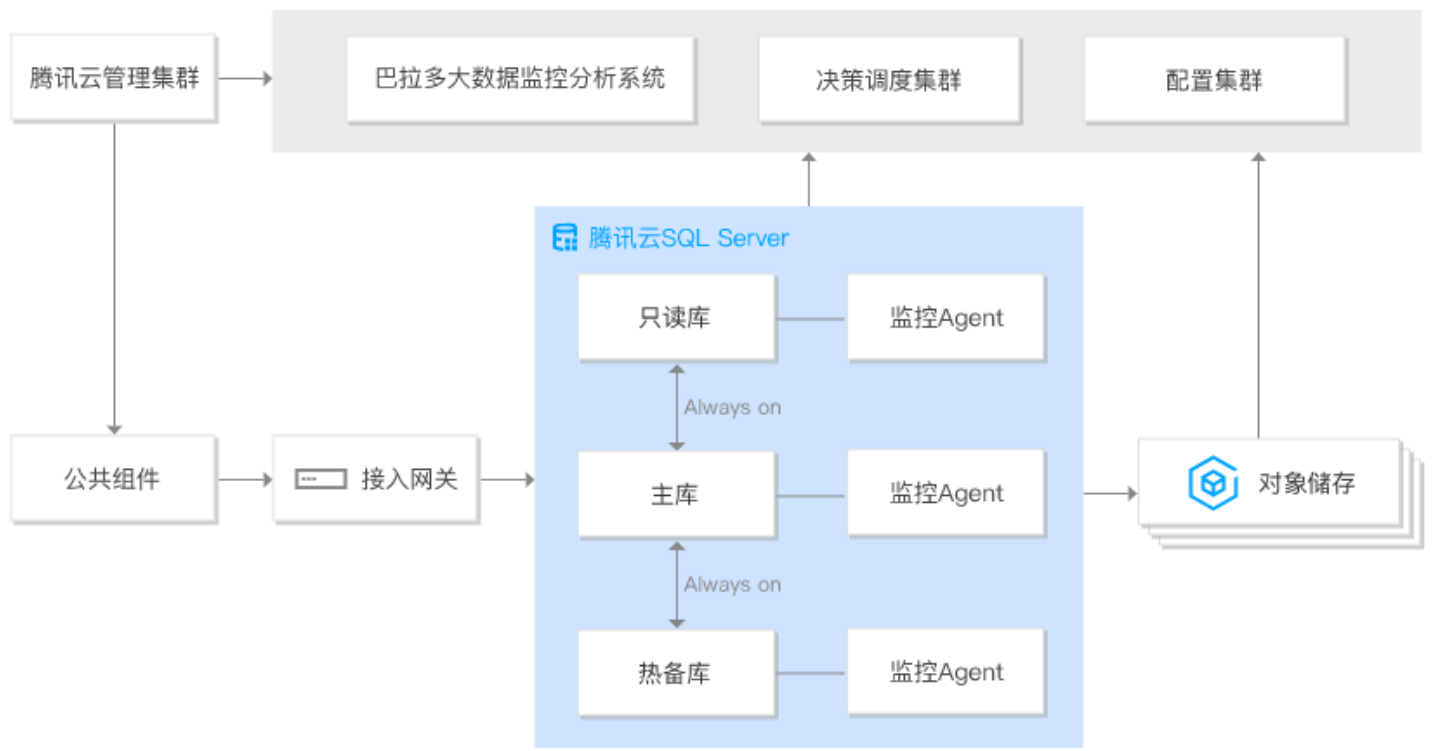 腾讯云管理集群
巴拉多大数据监控分析系统
决策调度集群
配置集群
腾讯云SQL Server
只读库
监控Agent
Always on
公共组件
接入网关
主库
监控Agent
对象储存
Always on
热备库
监控Agent